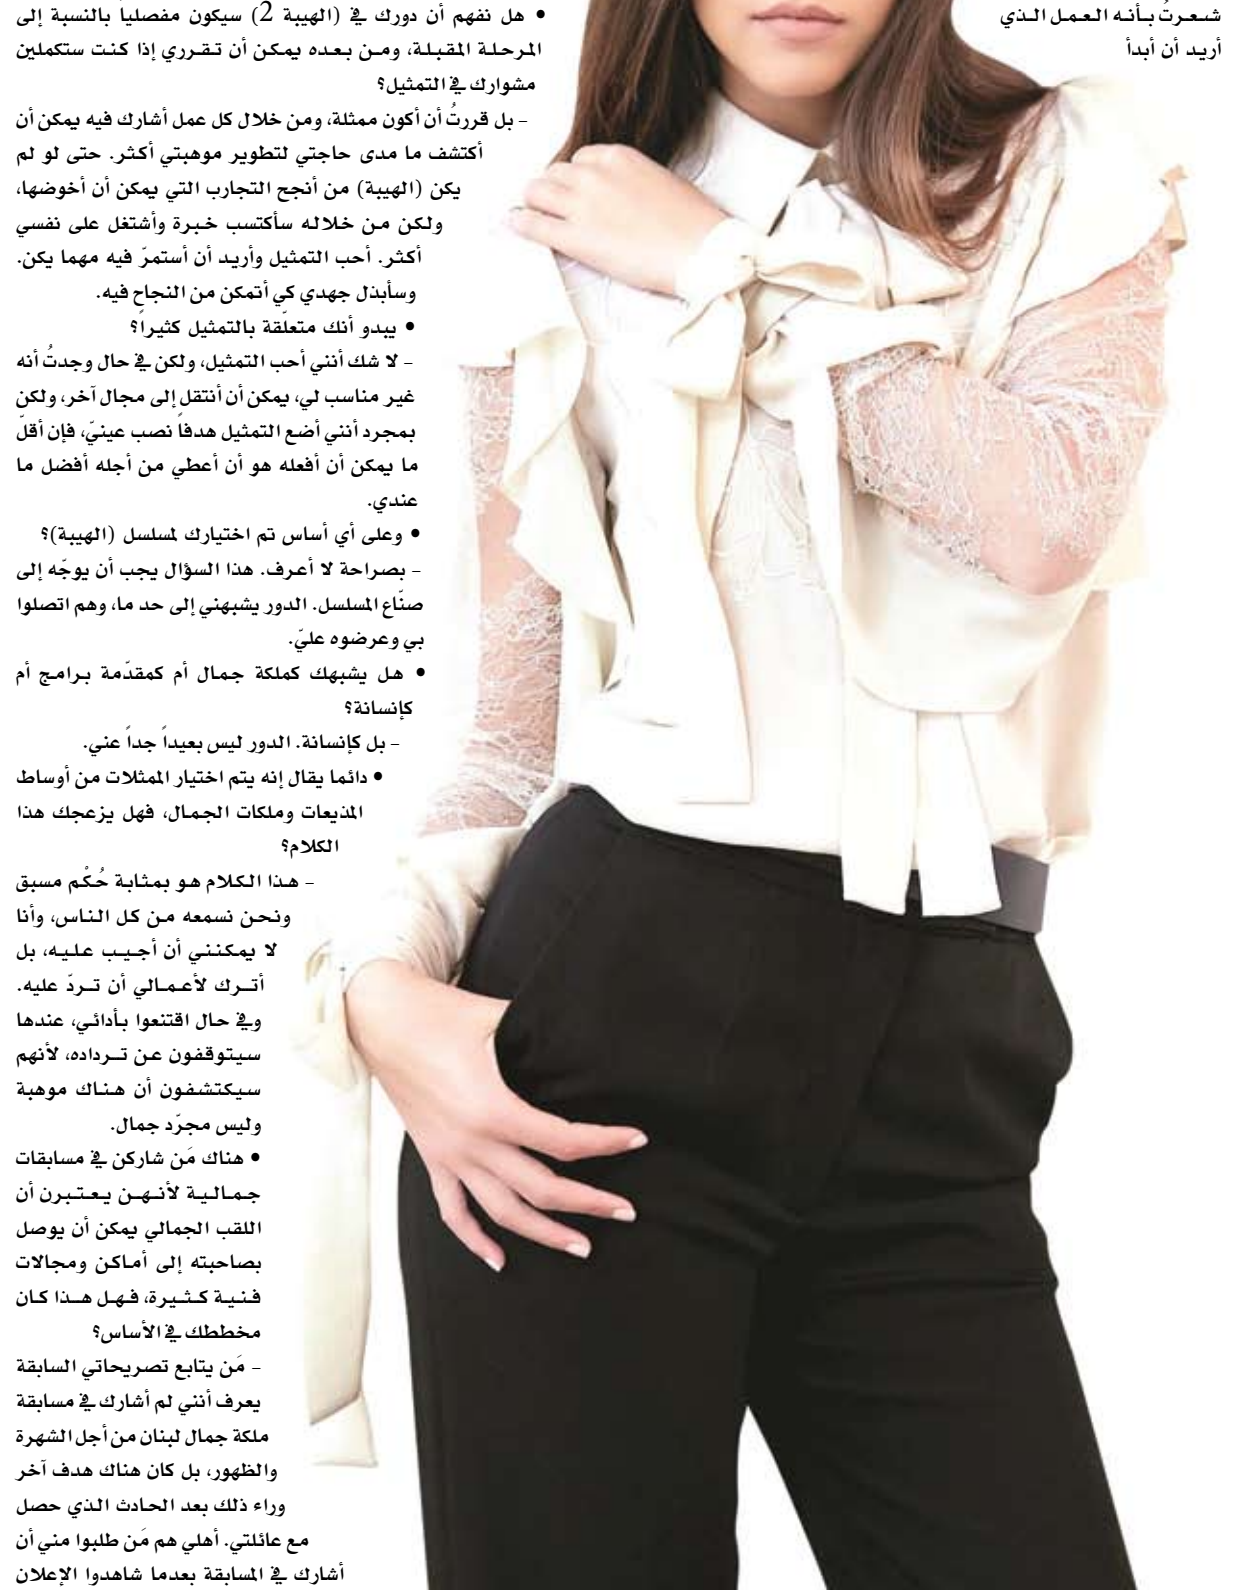 شعرتُ بأنه العمل الذي
أريد أن أبدأ
• هل نفهم أن دورك في (الهيبة 2) سيكون مفصلياً بالنسبة إلى
المرحلة المقبلة، ومن بعده يمكن أن تقرري إذا كنت ستكملين
مشوارك في التمثيل؟
- بل قررتُ أن أكون ممثلة، ومن خلال كل عمل أشارك فيه يمكن أن
أكتشف ما مدى حاجتي لتطوير موهبتي أكثر. حتى لو لم
يكن (الهيبة) من أنجح التجارب التي يمكن أن أخوضها،
ولكن من خلاله سأكتسب خبرة وأشتغل على نفسي
أكثر. أحب التمثيل وأريد أن أستمرّ فيه مهما يكن.
وسأبذل جهدي كي أتمكن من النجاح فيه.
• يبدو أنك متعلّقة بالتمثيل كثيراً؟
- لا شك أنني أحب التمثيل، ولكن في حال وجدتُ أنه
غير مناسب لي، يمكن أن أنتقل إلى مجال آخر، ولكن
بمجرد أنني أضع التمثيل هدفاً نصب عينيّ، فإن أقلّ
ما يمكن أن أفعله هو أن أعطي من أجله أفضل ما
عندي.
• وعلى أي أساس تم اختيارك لمسلسل (الهيبة)؟
- بصراحة لا أعرف. هذا السؤال يجب أن يوجّه إلى
صنّاع المسلسل. الدور يشبهني إلى حد ما، وهم اتصلوا
بي وعرضوه عليّ.
• هل يشبهك كملكة جمال أم كمقدّمة برامج أم
كإنسانة؟
- بل كإنسانة. الدور ليس بعيداً جداً عني.
• دائما يقال إنه يتم اختيار الممثلات من أوساط
المذيعات وملكات الجمال، فهل يزعجك هذا
الكلام؟
- هذا الكلام هو بمثابة حُكْم مسبق
ونحن نسمعه من كل الناس، وأنا
لا يمكنني أن أجيب عليه، بل
أترك لأعمالي أن تردّ عليه.
وفي حال اقتنعوا بأدائي، عندها
سيتوقفون عن ترداده، لأنهم
سيكتشفون أن هناك موهبة
وليس مجرّد جمال.
• هناك مَن شاركن في مسابقات
جمالية لأنهن يعتبرن أن
اللقب الجمالي يمكن أن يوصل
بصاحبته إلى أماكن ومجالات
فنية كثيرة، فهل هذا كان
مخططك في الأساس؟
- مَن يتابع تصريحاتي السابقة
يعرف أنني لم أشارك في مسابقة
ملكة جمال لبنان من أجل الشهرة
والظهور، بل كان هناك هدف آخر
وراء ذلك بعد الحادث الذي حصل
مع عائلتي. أهلي هم مَن طلبوا مني أن
أشارك في المسابقة بعدما شاهدوا الإعلان